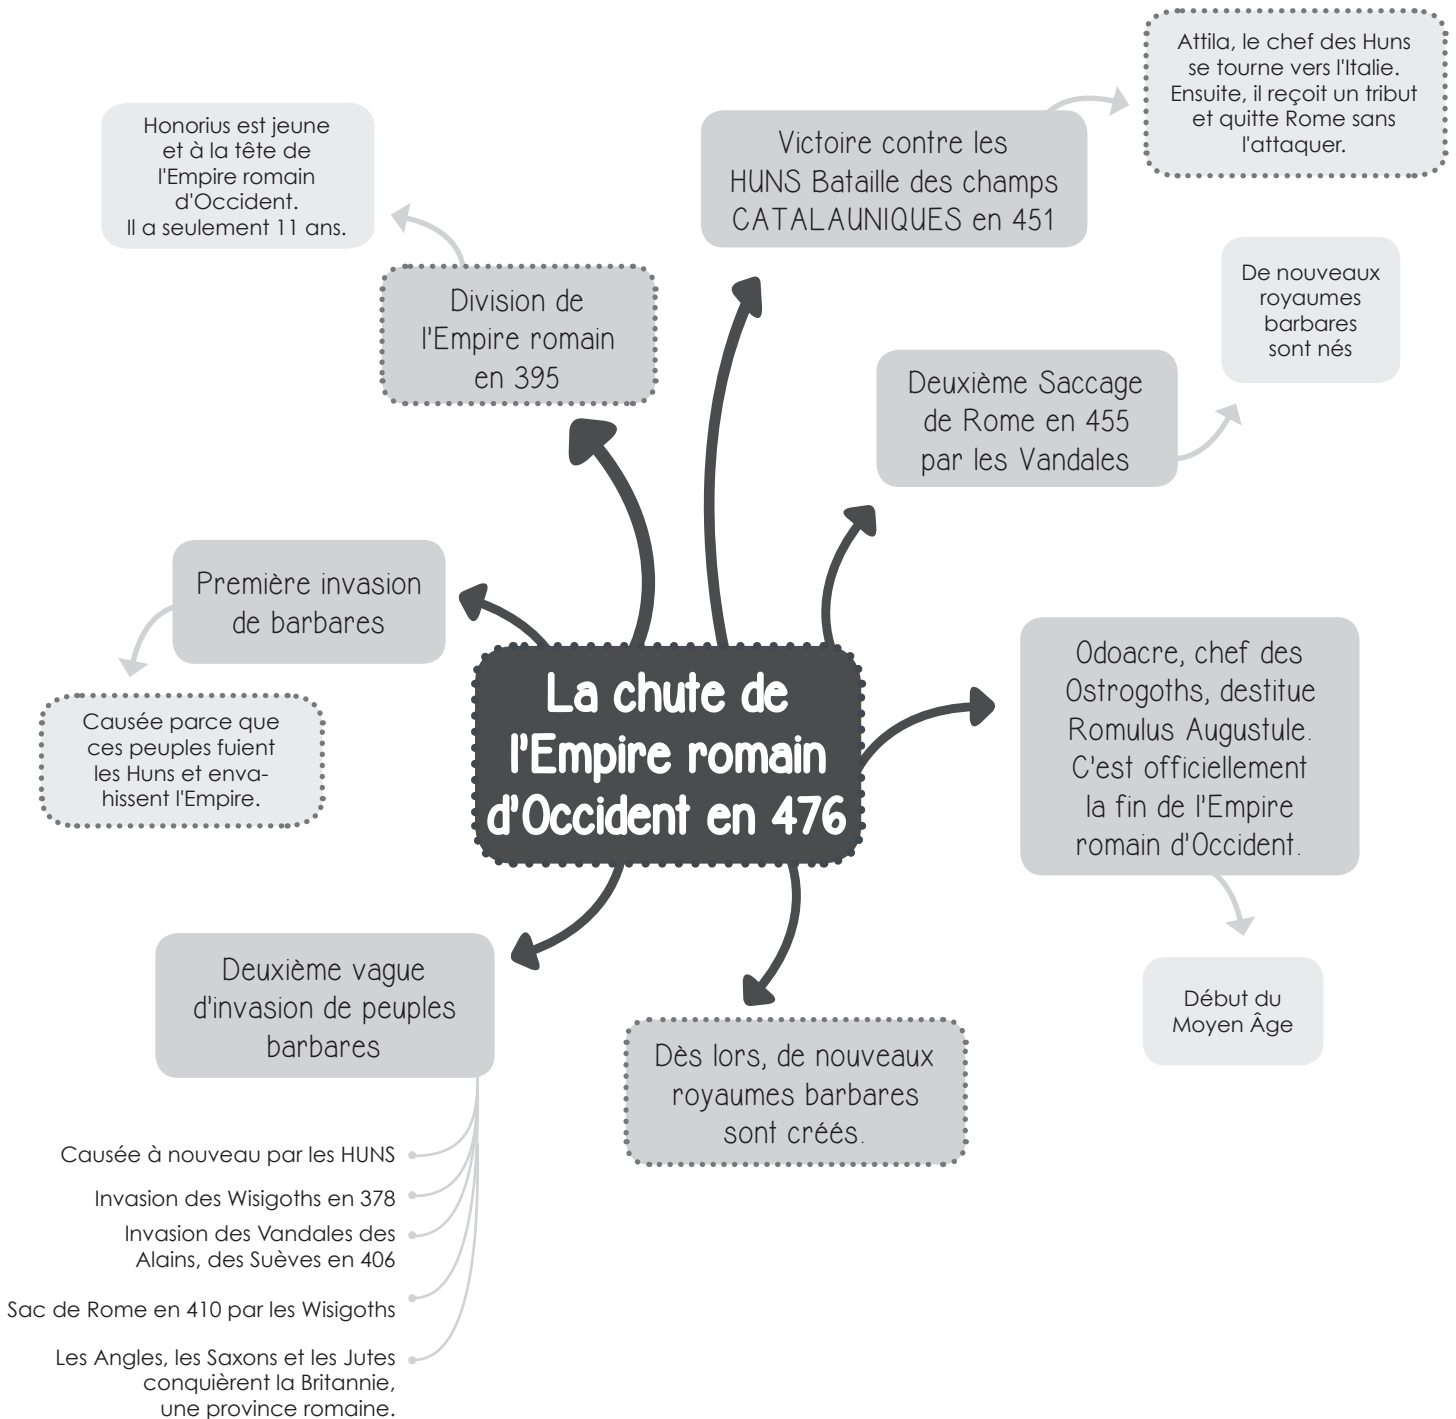 La chute de
l'Empire romain
d'Occident en 476
Première invasion
de barbares
Causée parce que
ces peuples fuient
les Huns et enva-
hissent l'Empire.
Division de
l'Empire romain
en 395
Honorius est jeune
et à la tête de
l'Empire romain
d'Occident.
Il a seulement 11 ans.
Victoire contre les
HUNS Bataille des champs
CATALAUNIQUES en 451
Attila, le chef des Huns
se tourne vers l'Italie.
Ensuite, il reçoit un tribut
et quitte Rome sans
l'attaquer.
Deuxième Saccage
de Rome en 455
par les Vandales
De nouveaux
royaumes
barbares
sont nés
Odoacre, chef des
Ostrogoths, destitue
Romulus Augustule.
C'est officiellement
la fin de l'Empire
romain d'Occident.
Début du
Moyen Âge
Dès lors, de nouveaux
royaumes barbares
sont créés.
Deuxième vague
d'invasion de peuples
barbares
Causée à nouveau par les HUNS
Invasion des Wisigoths en 378
Invasion des Vandales des
Alains, des Suèves en 406
Sac de Rome en 410 par les Wisigoths
Les Angles, les Saxons et les Jutes
conquièrent la Britannie,
une province romaine.